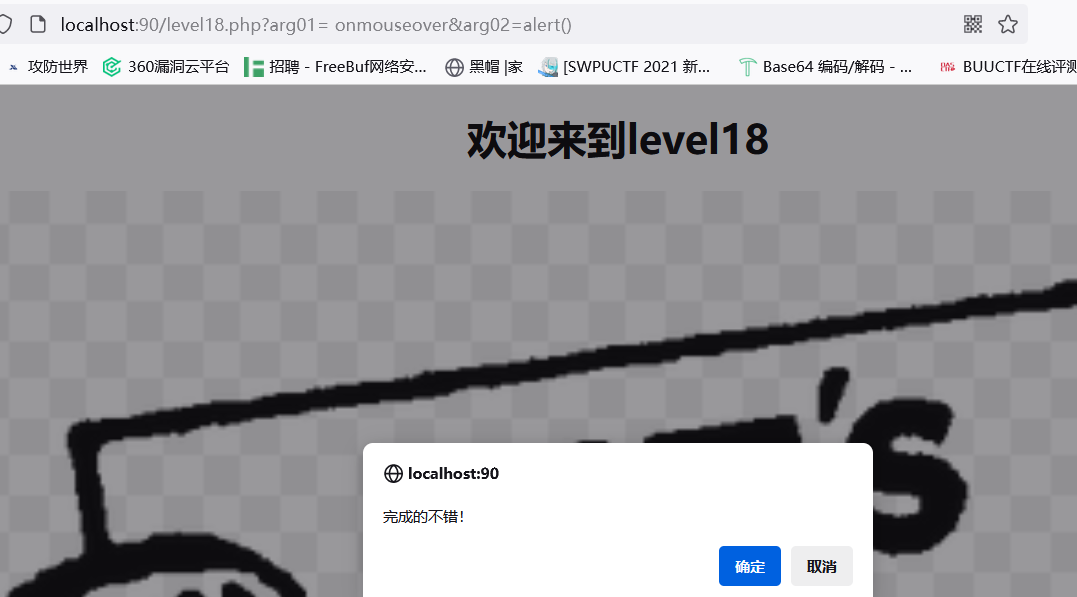 localhost:90/level18.php?arg01= onmouseover&arg02=alert()
攻防世界 360漏洞云平台 招聘 - FreeBuf网络安... 黑帽 |家 [SWPUCTF 2021 新... Base64 编码/解码 - ... BUUCTF在线评测
欢迎来到level18
's
localhost:90
完成的不错!
确定 取消